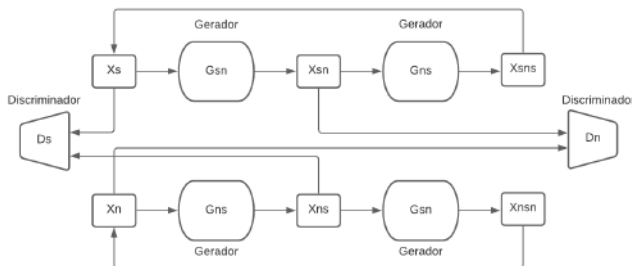 Gerador
Gerador
Xs
Gsn
Xsn
Gns
Xsns
Discriminador
Discriminador
Ds
Dn
Xn
Gns
Xns
Gsn
Xnsn
Gerador
Gerador